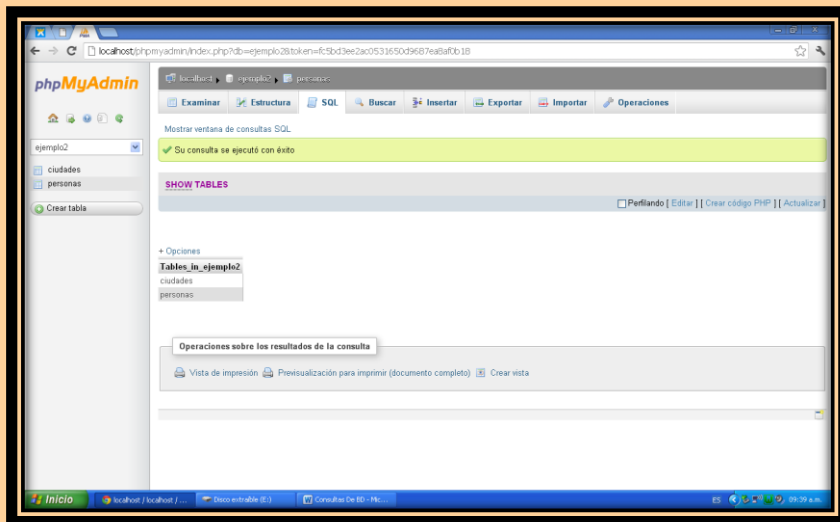 localhost/phpmyadmin/index.php?db=ejemplo2&token=fc5bd3ee2ac0531650d9687ea8af0b18
phpMyAdmin
localhost ▸ ejemplo2 ▸ personas
Examinar Estructura SQL Buscar Insertar Exportar Importar Operaciones
Mostrar ventana de consultas SQL
ejemplo2
Su consulta se ejecutó con éxito
ciudades
personas
SHOW TABLES
Crear tabla
Perfilando [ Editar ] [ Crear código PHP ] [ Actualizar ]
+ Opciones
Tables_in_ejemplo2
ciudades
personas
Operaciones sobre los resultados de la consulta
Vista de impresión Previsualización para imprimir (documento completo) Crear vista
Inicio localhost / localhost / ... Disco extraíble (E:) Consultas De BD - Mic... ES 09:39 a.m.